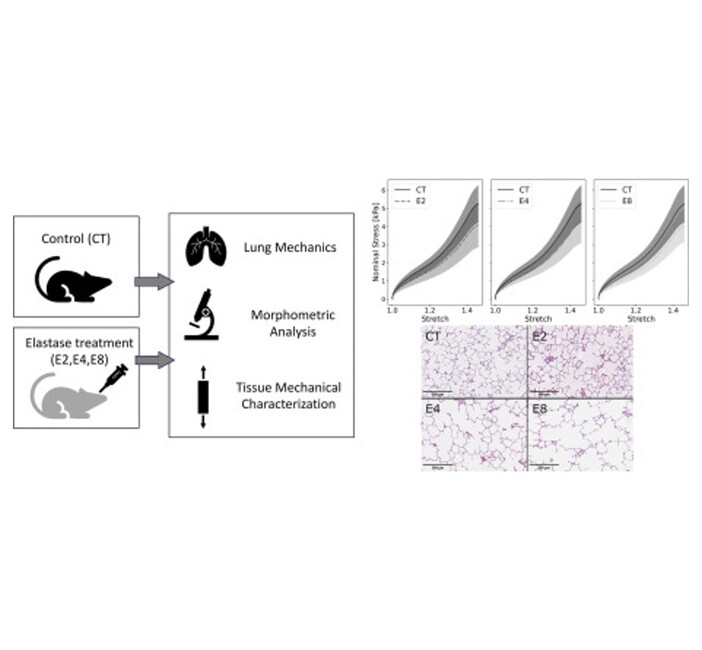 Control (CT)
Elastase treatment
(E2,E4,E8)
Lung Mechanics
Morphometric
Analysis
Tissue Mechanical
Characterization
Nominal Stress [kPa]
6
5
4
3
2
1
0
CT
E2
1.0 1.2 1.4
Stretch
CT
E4
1.0 1.2 1.4
Stretch
CT
E8
1.0 1.2 1.4
Stretch
CT
E2
E4
E8